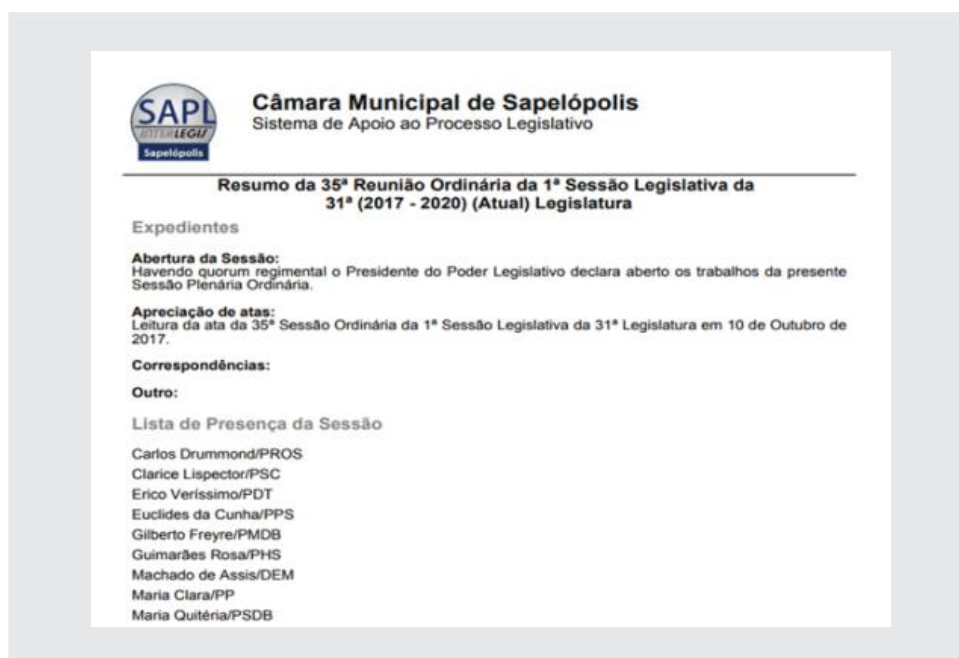 SAPL
INTERLEGIS
Sapelópolis
Câmara Municipal de Sapelópolis
Sistema de Apoio ao Processo Legislativo
Resumo da 35ª Reunião Ordinária da 1ª Sessão Legislativa da
31ª (2017 - 2020) (Atual) Legislatura
Expedientes
Abertura da Sessão:
Havendo quorum regimental o Presidente do Poder Legislativo declara aberto os trabalhos da presente
Sessão Plenária Ordinária.
Apreciação de atas:
Leitura da ata da 35ª Sessão Ordinária da 1ª Sessão Legislativa da 31ª Legislatura em 10 de Outubro de
2017.
Correspondências:
Outro:
Lista de Presença da Sessão
Carlos Drummond/PROS
Clarice Lispector/PSC
Erico Veríssimo/PDT
Euclides da Cunha/PPS
Gilberto Freyre/PMDB
Guimarães Rosa/PHS
Machado de Assis/DEM
Maria Clara/PP
Maria Quitéria/PSDB